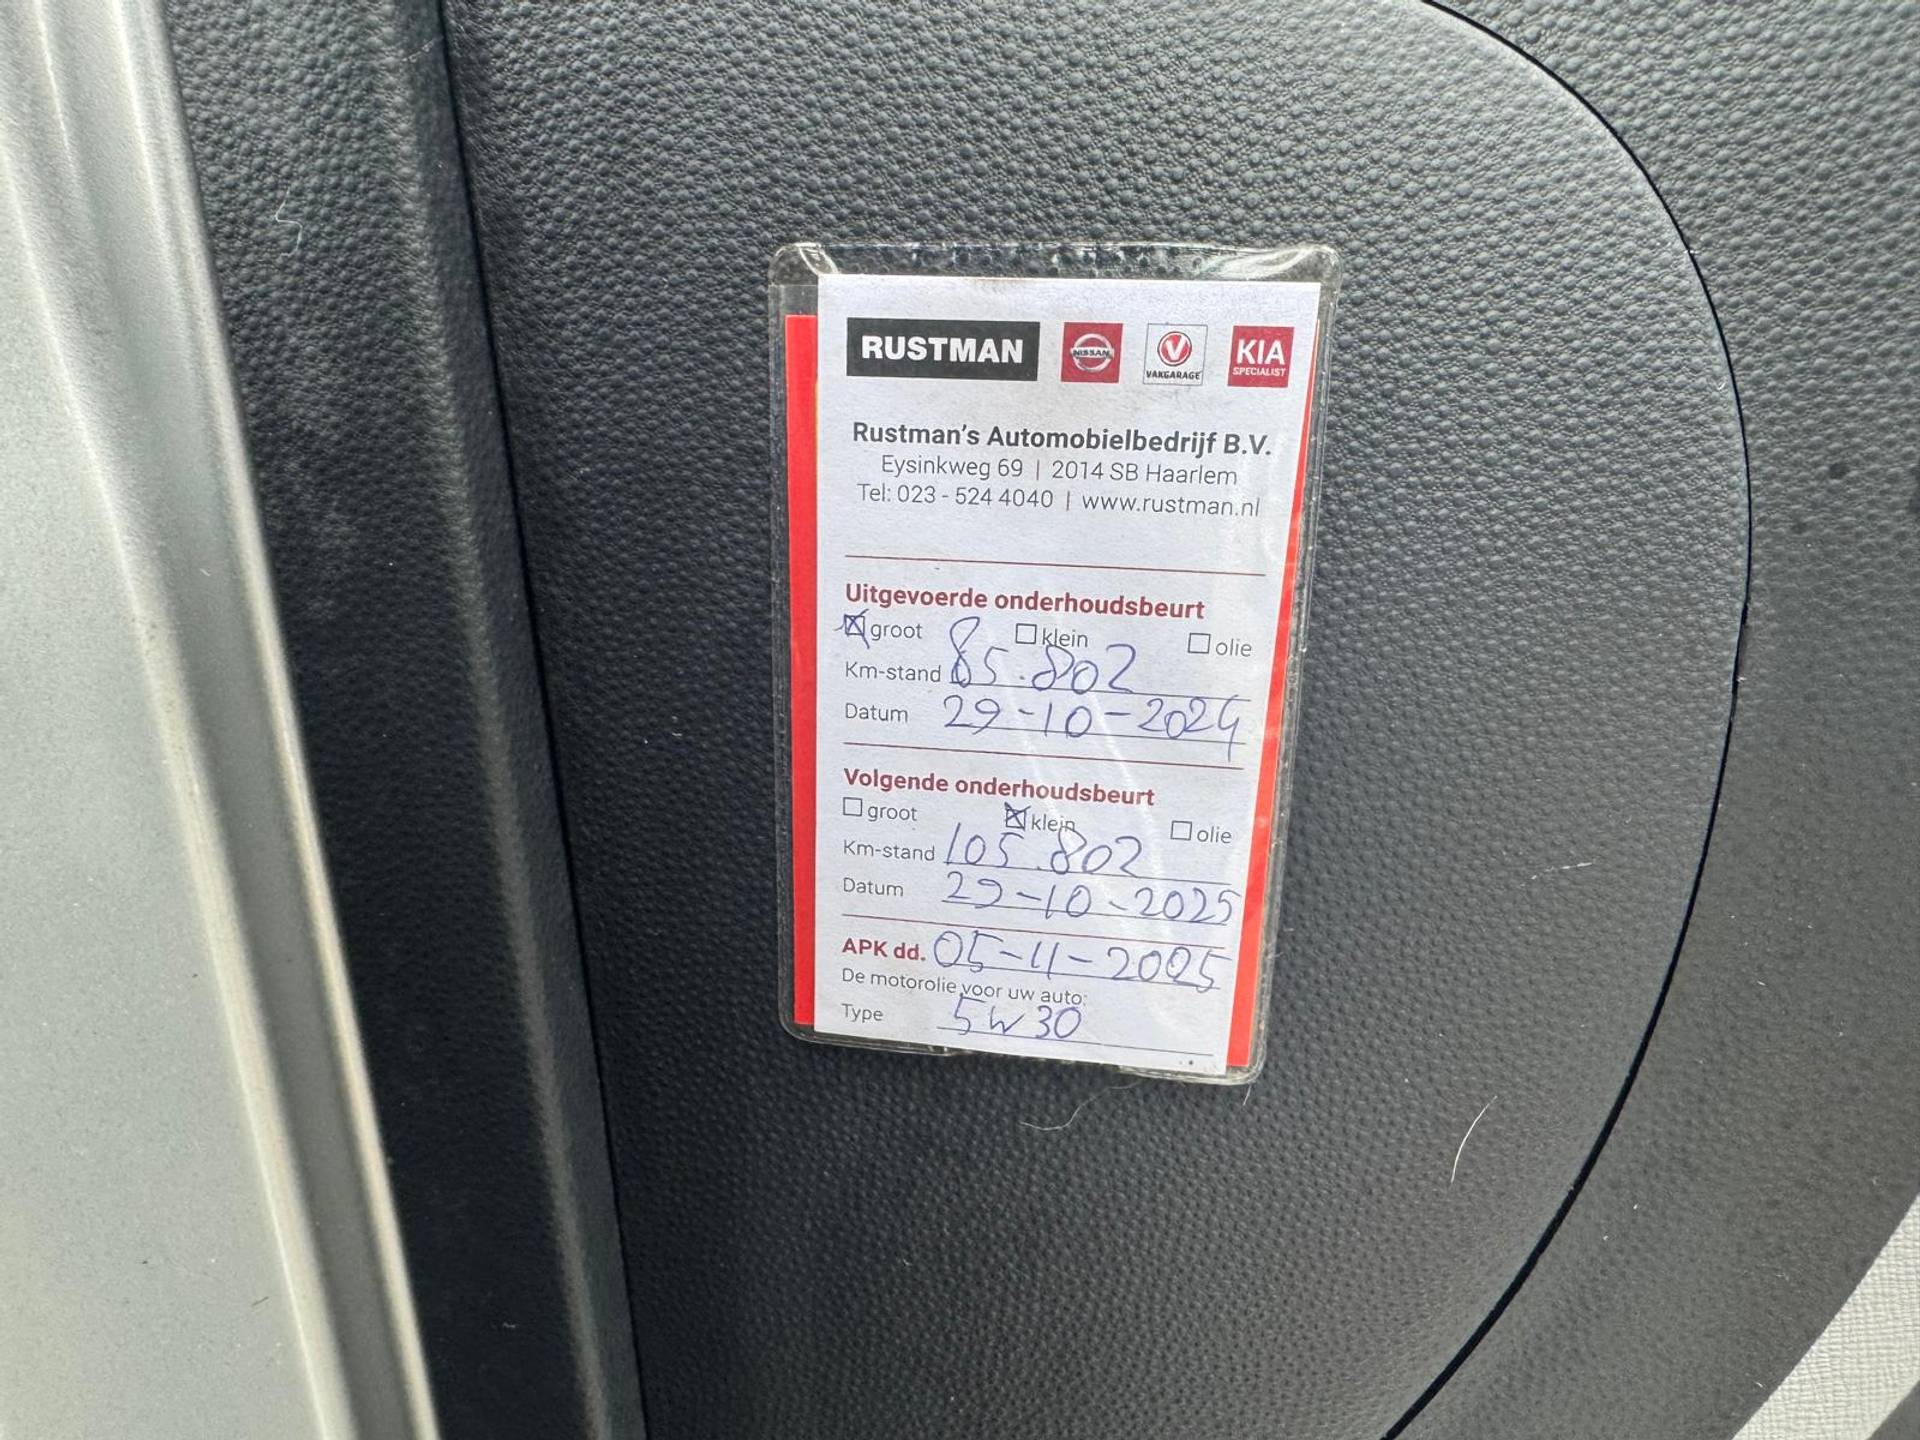 RUSTMAN NISSAN V VAKGARAGE KIA SPECIALIST
Rustman's Automobielbedrijf B.V.
Eysinkweg 69 | 2014 SB Haarlem
Tel: 023 - 524 4040 | www.rustman.nl
Uitgevoerde onderhoudsbeurt
groot klein olie
Km-stand 85.802
Datum 29-10-2024
Volgende onderhoudsbeurt
groot klein olie
Km-stand 105.802
Datum 29-10-2025
APK dd. 05-11-2025
De motorolie voor uw auto:
Type 5W30